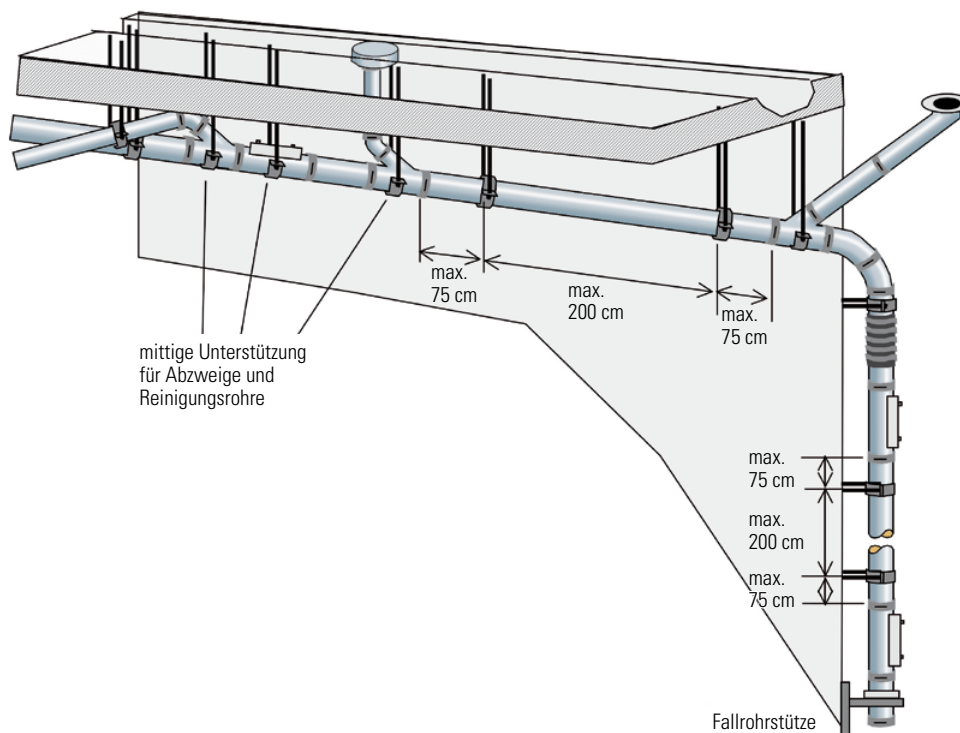 max.
75 cm
max.
200 cm
max.
75 cm
mittige Unterstützung
für Abzweige und
Reinigungsrohre
max.
75 cm
max.
200 cm
max.
75 cm
Fallrohrstütze